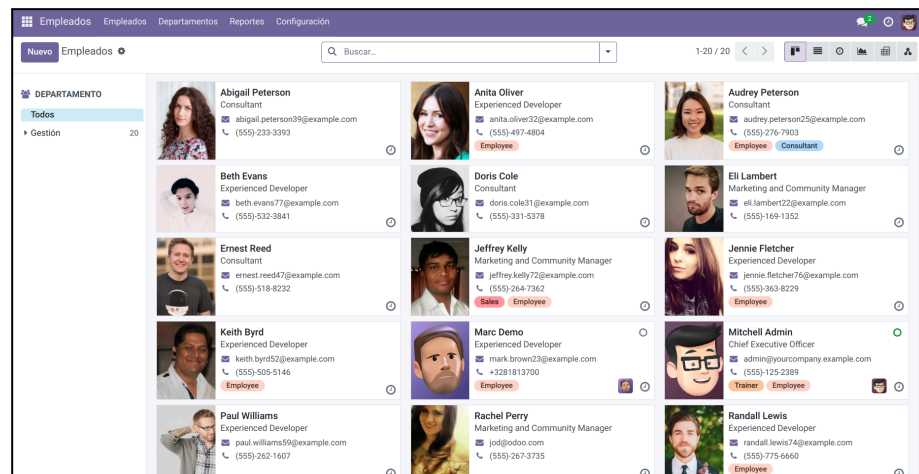 Empleados Empleados Departamentos Reportes Configuración 2
Nuevo Empleados Buscar... 1-20 / 20
DEPARTAMENTO
Todos
Gestión 20
Abigail Peterson
Consultant
abigail.peterson39@example.com
(555)-233-3393
Anita Oliver
Experienced Developer
anita.oliver32@example.com
(555)-497-4804
Employee
Audrey Peterson
Consultant
audrey.peterson25@example.com
(555)-276-7903
Employee Consultant
Beth Evans
Experienced Developer
beth.evans77@example.com
(555)-532-3841
Doris Cole
Consultant
doris.cole31@example.com
(555)-331-5378
Eli Lambert
Marketing and Community Manager
eli.lambert22@example.com
(555)-169-1352
Ernest Reed
Consultant
ernest.reed47@example.com
(555)-518-8232
Jeffrey Kelly
Marketing and Community Manager
jeffrey.kelly72@example.com
(555)-264-7362
Sales Employee
Jennie Fletcher
Experienced Developer
jennie.fletcher76@example.com
(555)-363-8229
Employee
Keith Byrd
Experienced Developer
keith.byrd52@example.com
(555)-505-5146
Employee
Marc Demo
Experienced Developer
mark.brown23@example.com
+3281813700
Employee
Mitchell Admin
Chief Executive Officer
admin@yourcompany.example.com
(555)-125-2389
Trainer Employee
Paul Williams
Experienced Developer
paul.williams59@example.com
(555)-262-1607
Rachel Perry
Marketing and Community Manager
jod@odoo.com
(555)-267-3735
Randall Lewis
Experienced Developer
randall.lewis74@example.com
(555)-775-6660
Employee